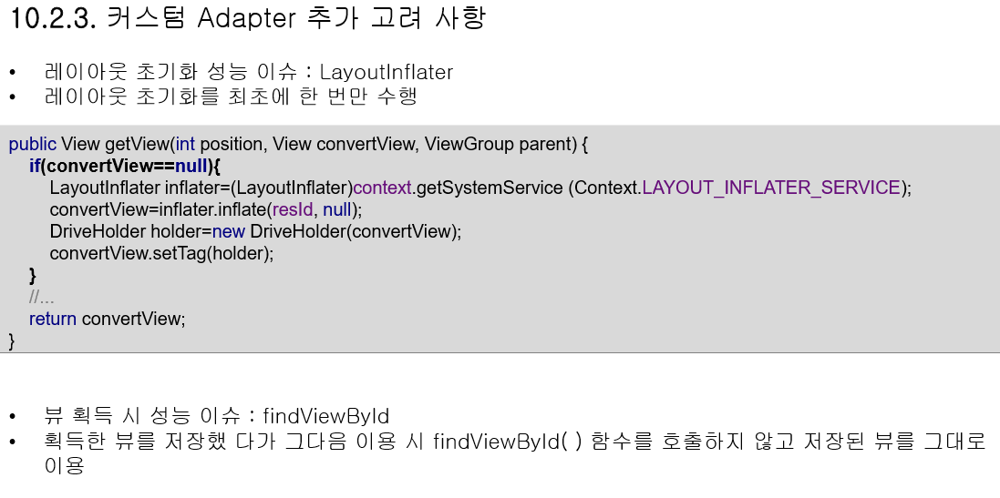 10.2.3. 커스텀 Adapter 추가 고려 사항
• 레이아웃 초기화 성능 이슈 : LayoutInflater
• 레이아웃 초기화를 최초에 한 번만 수행
public View getView(int position, View convertView, ViewGroup parent) {
if(convertView==null){
LayoutInflater inflater=(LayoutInflater)context.getSystemService (Context.LAYOUT_INFLATER_SERVICE);
convertView=inflater.inflate(resId, null);
DriveHolder holder=new DriveHolder(convertView);
convertView.setTag(holder);
}
//...
return convertView;
}
• 뷰 획득 시 성능 이슈 : findViewById
• 획득한 뷰를 저장했 다가 그다음 이용 시 findViewById( ) 함수를 호출하지 않고 저장된 뷰를 그대로
이용